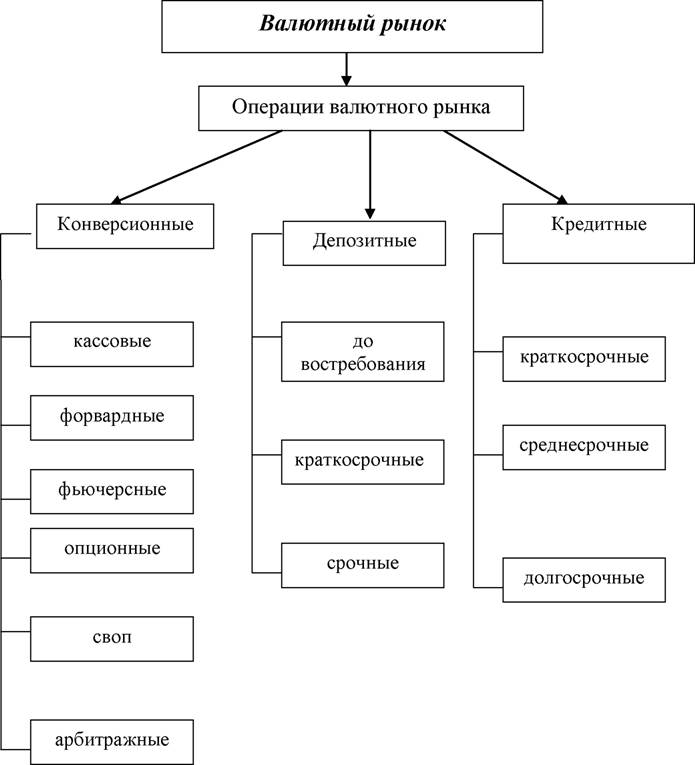 Валютный рынок
Операции валютного рынка
Конверсионные
Депозитные
Кредитные
кассовые
форвардные
фьючерсные
опционные
своп
арбитражные
до
востребования
краткосрочные
срочные
краткосрочные
среднесрочные
долгосрочные